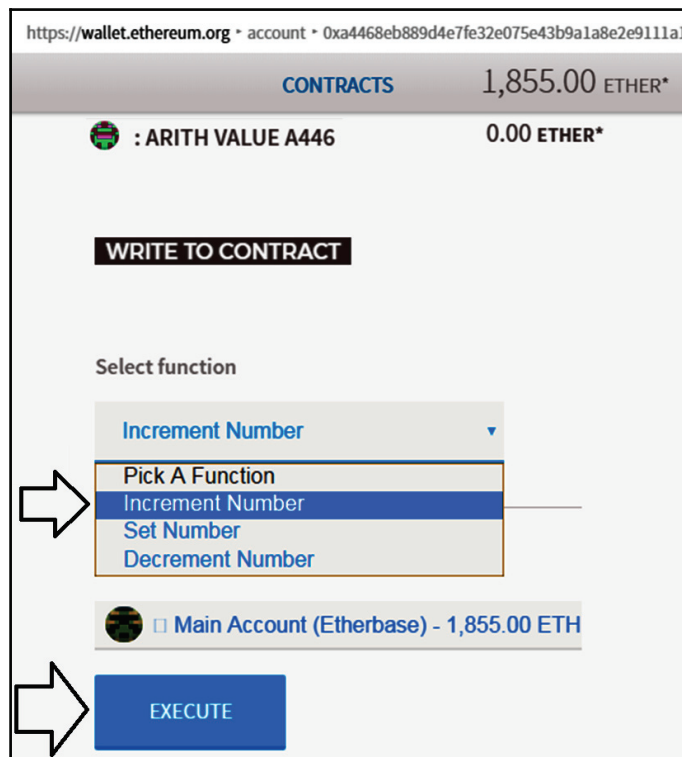 https://wallet.ethereum.org ‣ account ‣ 0xa4468eb889d4e7fe32e075e43b9a1a8e2e9111a1
CONTRACTS 1,855.00 ETHER*
: ARITH VALUE A446 0.00 ETHER*
WRITE TO CONTRACT
Select function
Increment Number
Pick A Function
Increment Number
Set Number
Decrement Number
Main Account (Etherbase) - 1,855.00 ETH
EXECUTE